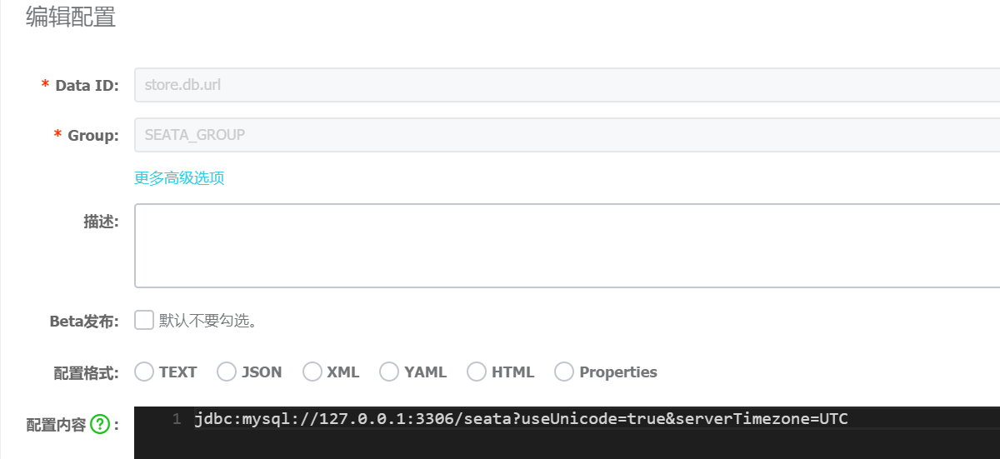 编辑配置
* Data ID: store.db.url
* Group: SEATA_GROUP
更多高级选项
描述:
Beta发布: 默认不要勾选。
配置格式: TEXT JSON XML YAML HTML Properties
配置内容 ? : 1 jdbc:mysql://127.0.0.1:3306/seata?useUnicode=true&serverTimezone=UTC